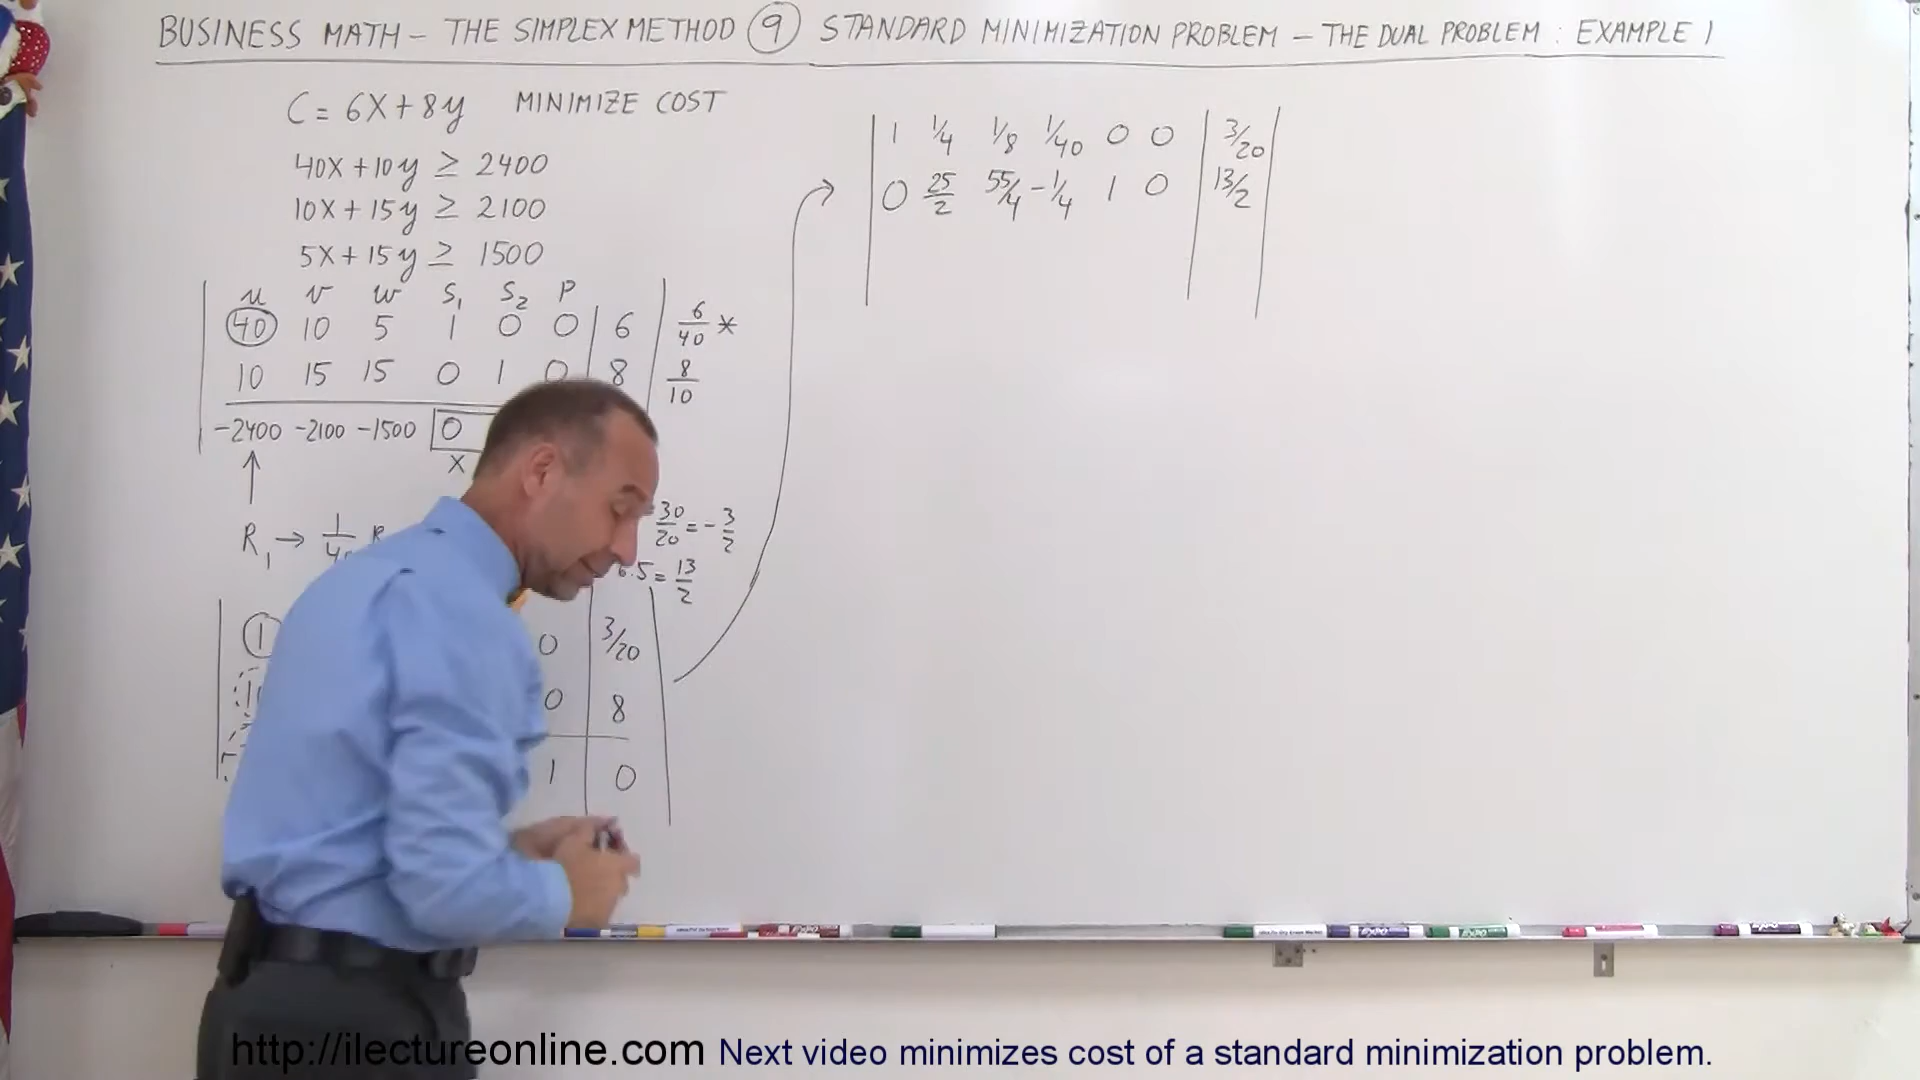 BUSINESS MATH – THE SIMPLEX METHOD 9 STANDARD MINIMIZATION PROBLEM – THE DUAL PROBLEM : EXAMPLE 1
C = 6X + 8y MINIMIZE COST
40X + 10y ≥ 2400
10X + 15y ≥ 2100
5X + 15y ≥ 1500
u v w S₁ S₂ P
40 10 5 1 0 0 6 6/40 *
10 15 15 0 1 0 8 8/10
-2400 -2100 -1500 0
X
R₁ → 1/40 R
30/20 = -3/2
6.5 = 13/2
1 0 3/20
0 8
1 0
1 1/4 1/8 1/40 0 0 3/20
0 25/2 55/4 -1/4 1 0 13/2
http://ilectureonline.com Next video minimizes cost of a standard minimization problem.